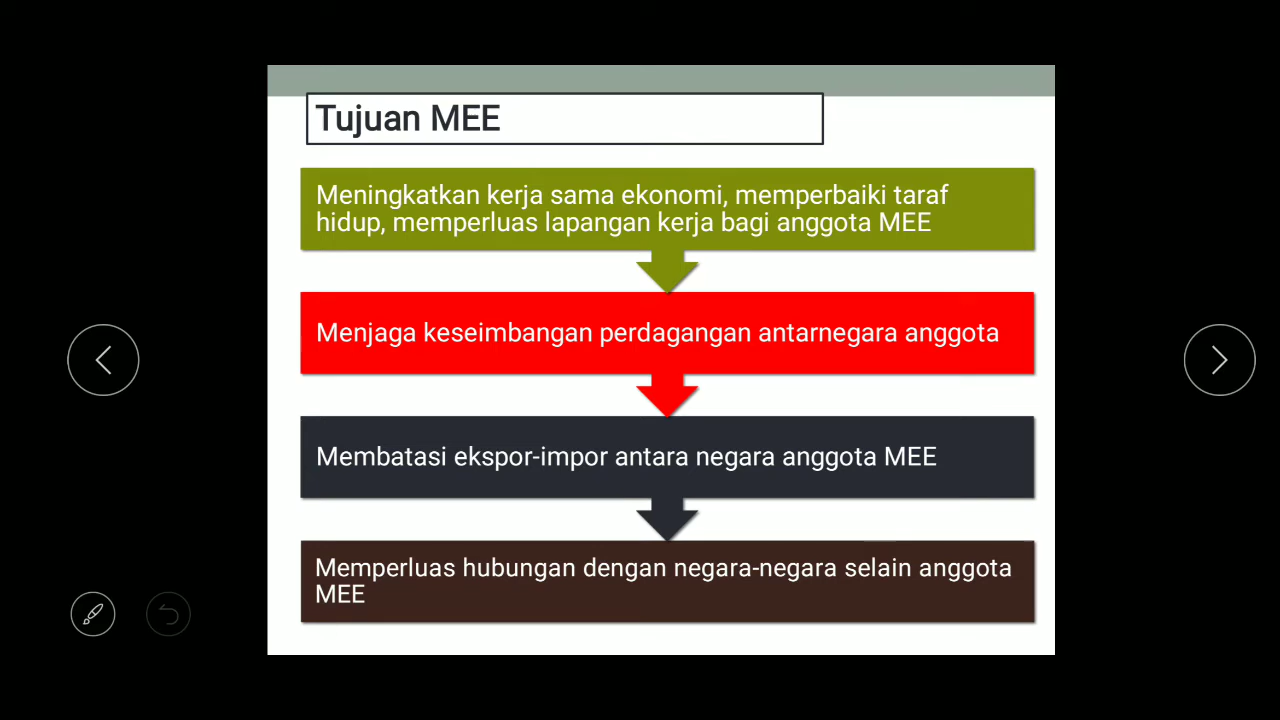 Tujuan MEE
Meningkatkan kerja sama ekonomi, memperbaiki taraf
hidup, memperluas lapangan kerja bagi anggota MEE
Menjaga keseimbangan perdagangan antarnegara anggota
Membatasi ekspor-impor antara negara anggota MEE
Memperluas hubungan dengan negara-negara selain anggota
MEE